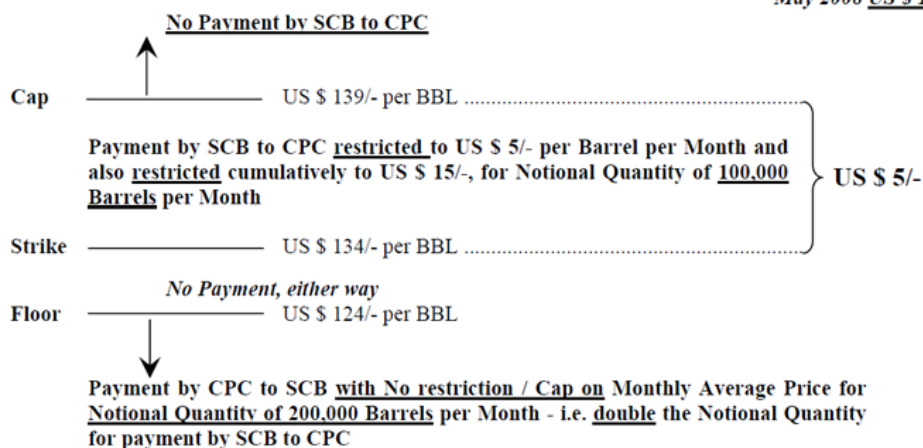 May 2008 US $
No Payment by SCB to CPC
Cap US $ 139/- per BBL
Payment by SCB to CPC restricted to US $ 5/- per Barrel per Month and
also restricted cumulatively to US $ 15/-, for Notional Quantity of 100,000
Barrels per Month
US $ 5/-
Strike US $ 134/- per BBL
No Payment, either way
Floor US $ 124/- per BBL
Payment by CPC to SCB with No restriction / Cap on Monthly Average Price for
Notional Quantity of 200,000 Barrels per Month - i.e. double the Notional Quantity
for payment by SCB to CPC